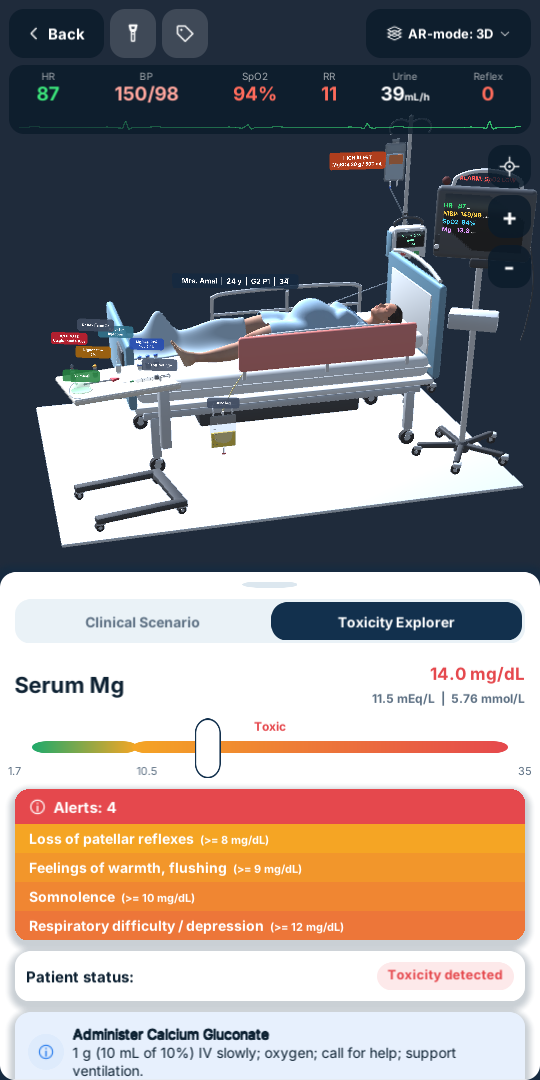 Back
AR-mode: 3D
HR BP SpO2 RR Urine Reflex
87 150/98 94% 11 39mL/h 0
HIGH ALERT
Mrs. Amal | 24 y | G2 P1 | 34
Clinical Scenario
Toxicity Explorer
Serum Mg
14.0 mg/dL
11.5 mEq/L | 5.76 mmol/L
Toxic
1.7 10.5 35
Alerts: 4
Loss of patellar reflexes (>= 8 mg/dL)
Feelings of warmth, flushing (>= 9 mg/dL)
Somnolence (>= 10 mg/dL)
Respiratory difficulty / depression (>= 12 mg/dL)
Patient status:
Toxicity detected
Administer Calcium Gluconate
1 g (10 mL of 10%) IV slowly; oxygen; call for help; support
ventilation.